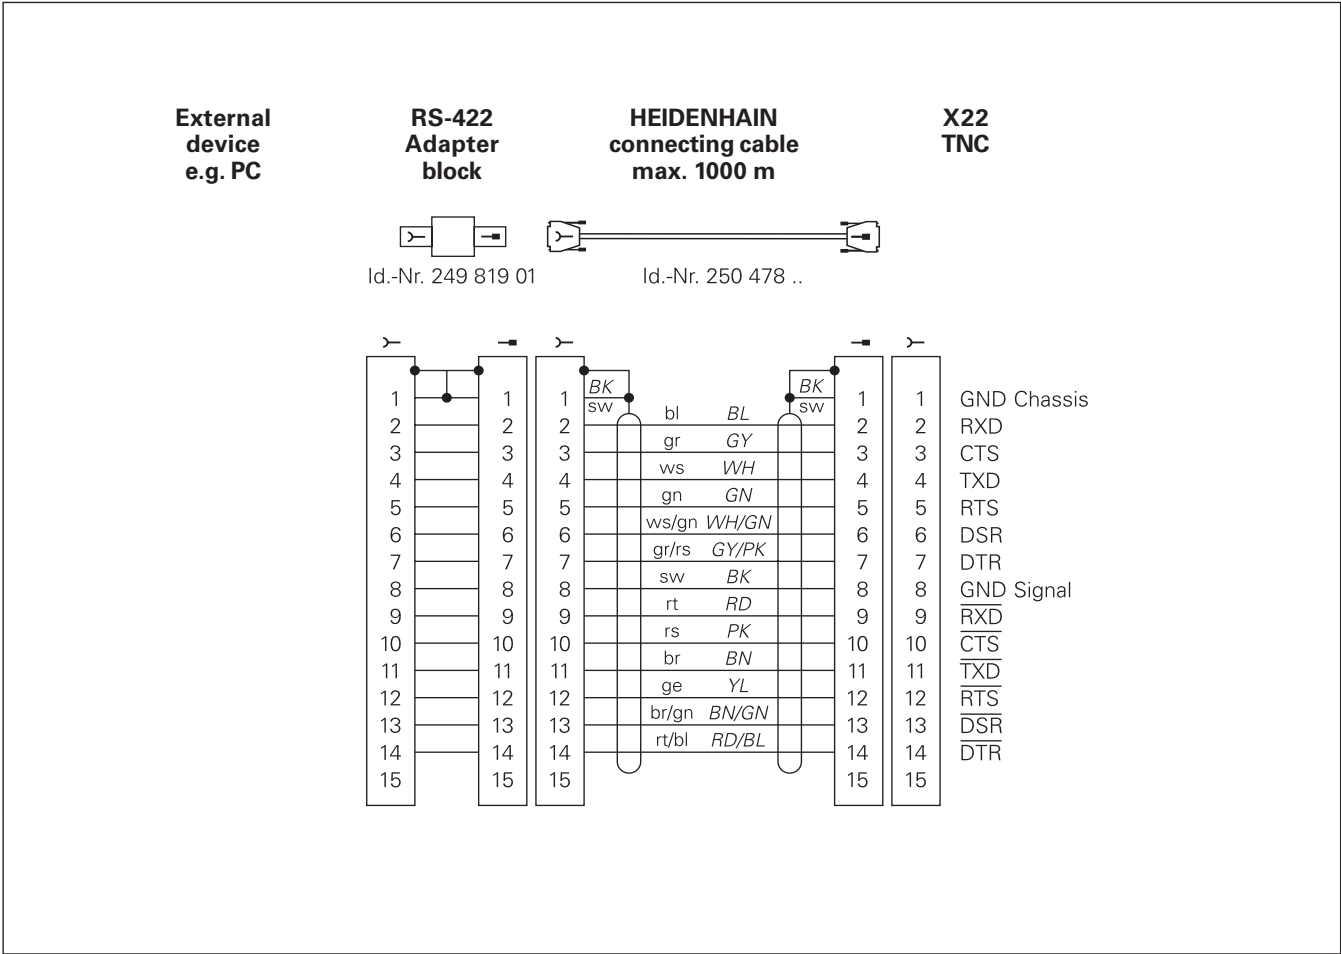 External
device
e.g. PC
RS-422
Adapter
block
HEIDENHAIN
connecting cable
max. 1000 m
X22
TNC
Id.-Nr. 249 819 01
Id.-Nr. 250 478 ..
BK BK
1 1 1 sw sw 1 1 GND Chassis
bl BL
2 2 2 2 2 RXD
gr GY
3 3 3 3 3 CTS
ws WH
4 4 4 4 4 TXD
gn GN
5 5 5 5 5 RTS
ws/gn WH/GN
6 6 6 6 6 DSR
gr/rs GY/PK
7 7 7 7 7 DTR
sw BK
8 8 8 8 8 GND Signal
rt RD
9 9 9 9 9 R̅X̅D̅
rs PK
10 10 10 10 10 C̅T̅S̅
br BN
11 11 11 11 11 T̅X̅D̅
ge YL
12 12 12 12 12 R̅T̅S̅
br/gn BN/GN
13 13 13 13 13 D̅S̅R̅
rt/bl RD/BL
14 14 14 14 14 D̅T̅R̅
15 15 15 15 15